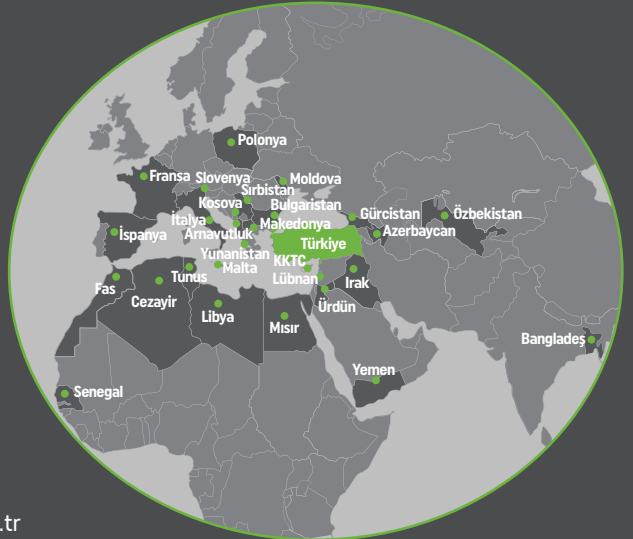 Polonya
Fransa
Slovenya
Moldova
Sırbistan
Kosova
Bulgaristan
Gürcistan
Özbekistan
İtalya
Makedonya
Azerbaycan
İspanya
Arnavutluk
Türkiye
Yunanistan
KKTC
Malta
Tunus
Lübnan
Irak
Fas
Cezayir
Ürdün
Libya
Mısır
Bangladeş
Yemen
Senegal
.tr